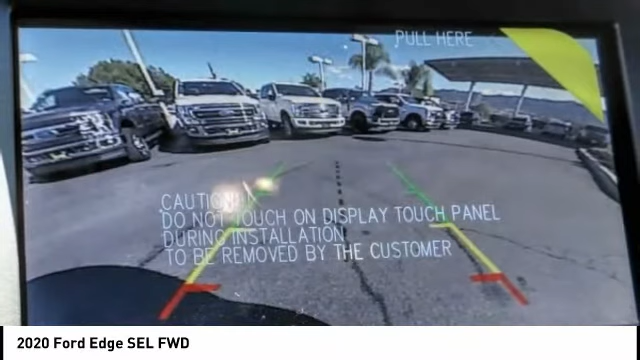 PULL HERE
CAUTION
DO NOT TOUCH ON DISPLAY TOUCH PANEL
DURING INSTALLATION
TO BE REMOVED BY THE CUSTOMER
2020 Ford Edge SEL FWD